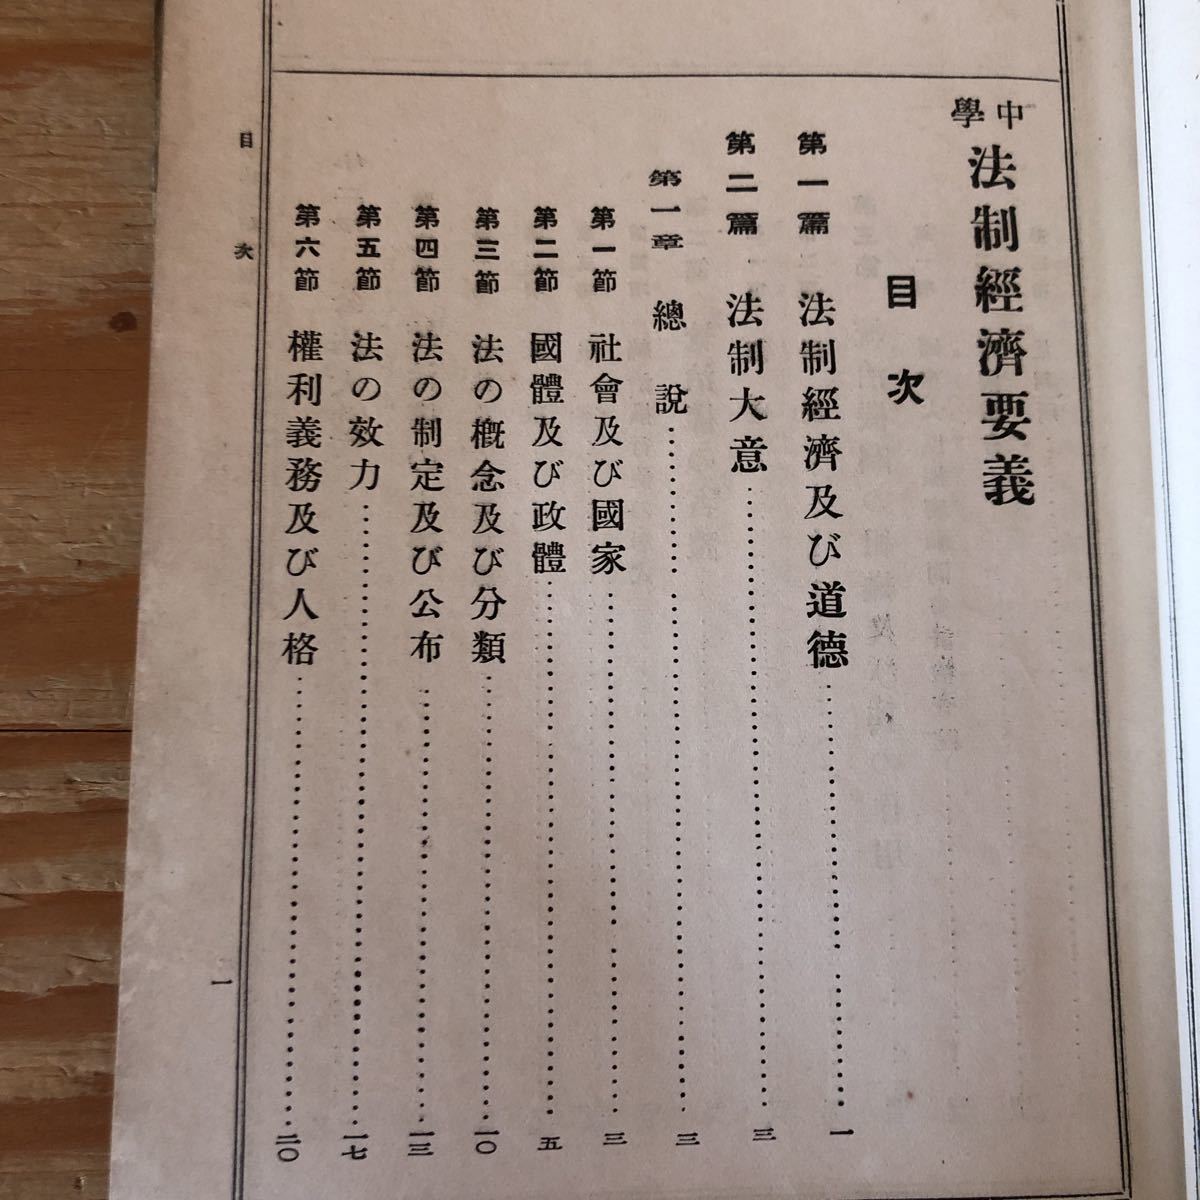 中學 法制經濟要義
目次
第一篇 法制經濟及び道德……一
第二篇 法制大意……三
第一章 總說……三
第一節 社會及び國家……三
第二節 國體及び政體……五
第三節 法の概念及び分類……一〇
第四節 法の制定及び公布……一三
第五節 法の效力……一七
第六節 權利義務及び人格……二〇
目次
一